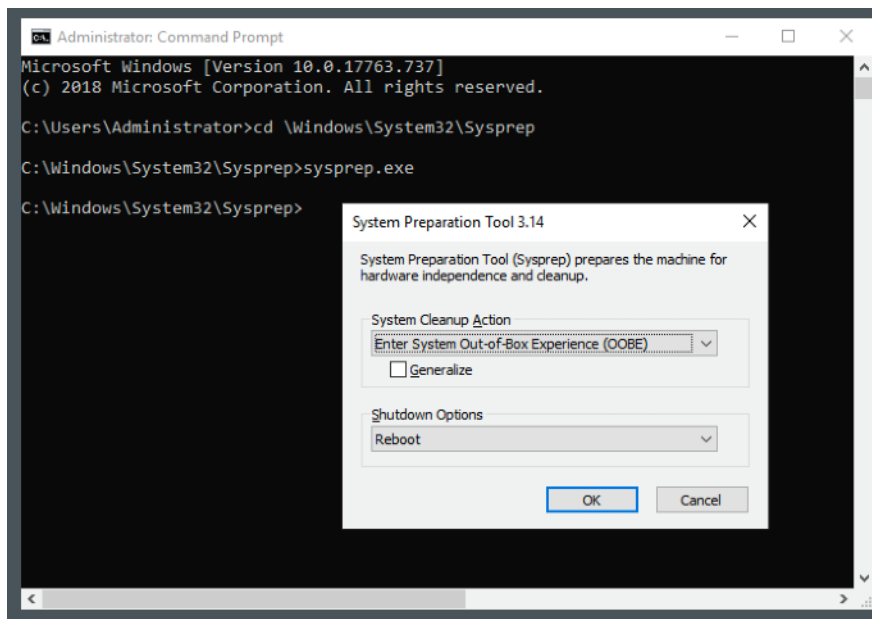 Administrator: Command Prompt
Microsoft Windows [Version 10.0.17763.737]
(c) 2018 Microsoft Corporation. All rights reserved.
C:\Users\Administrator>cd \Windows\System32\Sysprep
C:\Windows\System32\Sysprep>sysprep.exe
C:\Windows\System32\Sysprep>
System Preparation Tool 3.14
System Preparation Tool (Sysprep) prepares the machine for
hardware independence and cleanup.
System Cleanup Action
Enter System Out-of-Box Experience (OOBE)
Generalize
Shutdown Options
Reboot
OK
Cancel